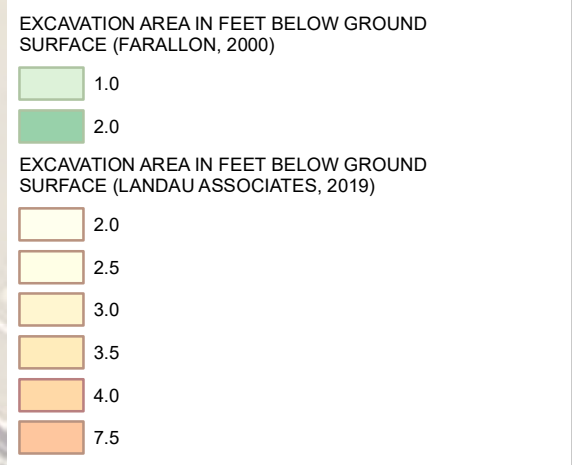 EXCAVATION AREA IN FEET BELOW GROUND
SURFACE (FARALLON, 2000)
1.0
2.0
EXCAVATION AREA IN FEET BELOW GROUND
SURFACE (LANDAU ASSOCIATES, 2019)
2.0
2.5
3.0
3.5
4.0
7.5